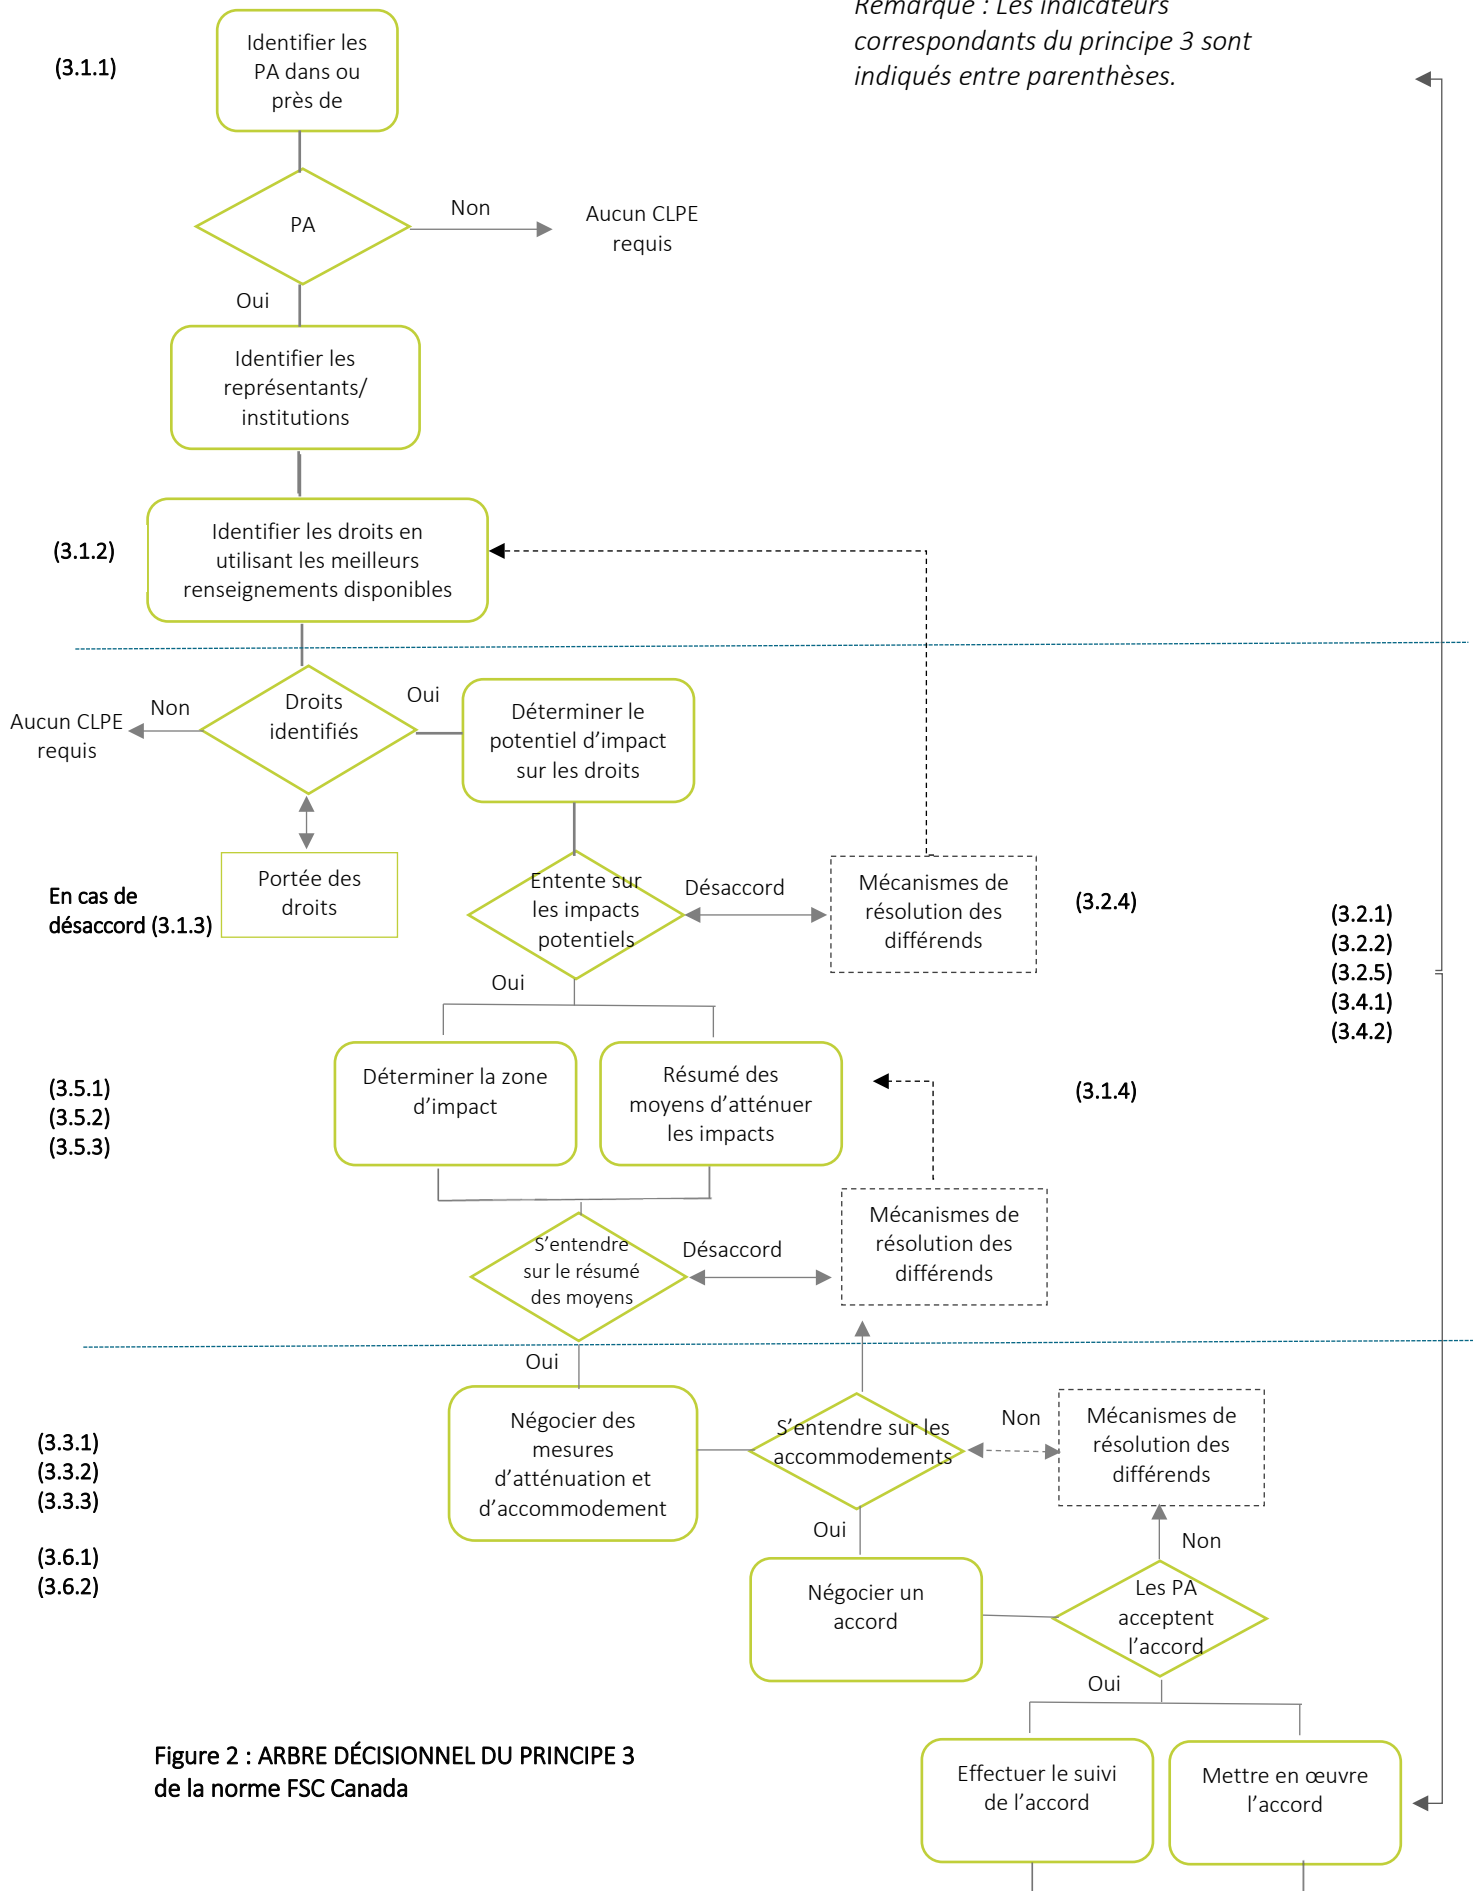 Remarque : Les indicateurs
correspondants du principe 3 sont
indiqués entre parenthèses.
(3.1.1)
Identifier les
PA dans ou
près de
PA
Non
Aucun CLPE
requis
Oui
Identifier les
représentants/
institutions
(3.1.2)
Identifier les droits en
utilisant les meilleurs
renseignements disponibles
Aucun CLPE
requis
Non
Droits
identifiés
Oui
Déterminer le
potentiel d’impact
sur les droits
En cas de
désaccord (3.1.3)
Portée des
droits
Entente sur
les impacts
potentiels
Désaccord
Mécanismes de
résolution des
différends
(3.2.4)
(3.2.1)
(3.2.2)
(3.2.5)
(3.4.1)
(3.4.2)
Oui
(3.5.1)
(3.5.2)
(3.5.3)
Déterminer la zone
d’impact
Résumé des
moyens d’atténuer
les impacts
(3.1.4)
S’entendre
sur le résumé
des moyens
Désaccord
Mécanismes de
résolution des
différends
Oui
(3.3.1)
(3.3.2)
(3.3.3)
(3.6.1)
(3.6.2)
Négocier des
mesures
d’atténuation et
d’accommodement
S’entendre sur les
accommodements
Non
Mécanismes de
résolution des
différends
Oui
Non
Négocier un
accord
Les PA
acceptent
l’accord
Oui
Figure 2 : ARBRE DÉCISIONNEL DU PRINCIPE 3
de la norme FSC Canada
Effectuer le suivi
de l’accord
Mettre en œuvre
l’accord